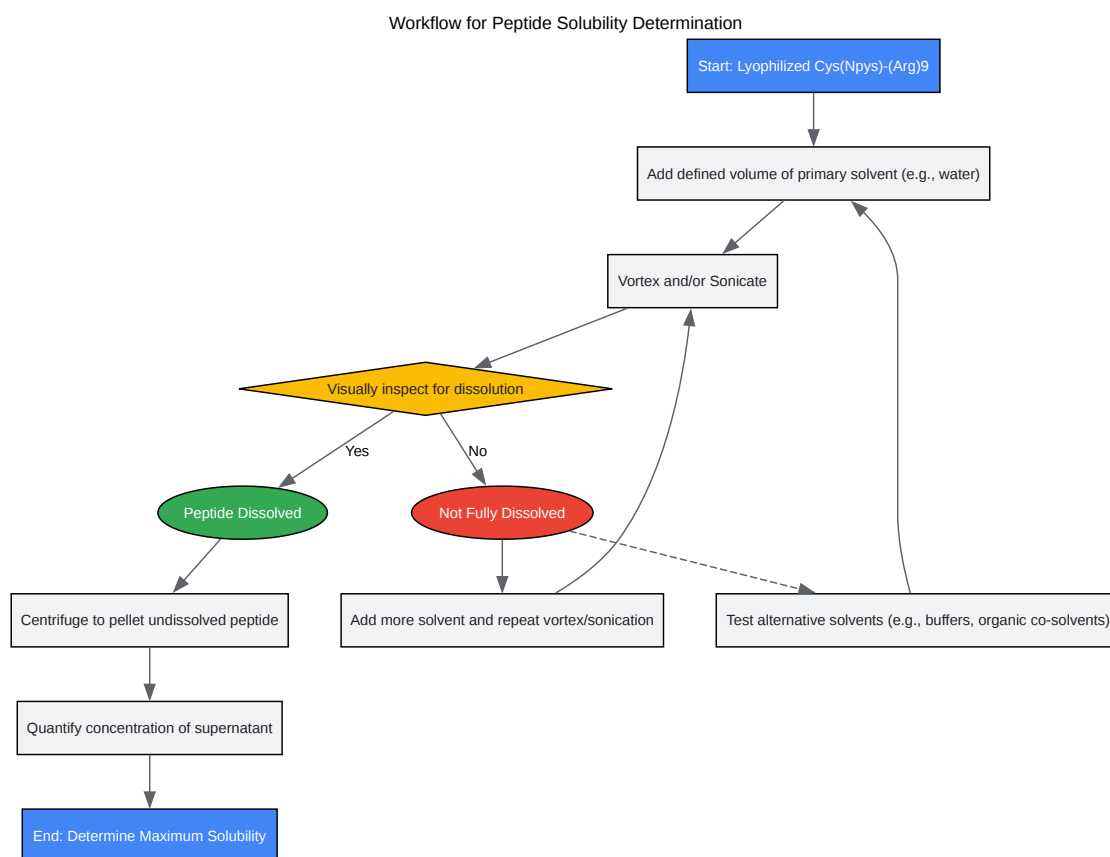 Workflow for Peptide Solubility Determination
Start: Lyophilized Cys(Npys)-(Arg)9
Add defined volume of primary solvent (e.g., water)
Vortex and/or Sonicate
Visually inspect for dissolution
Yes
No
Peptide Dissolved
Not Fully Dissolved
Centrifuge to pellet undissolved peptide
Add more solvent and repeat vortex/sonication
Test alternative solvents (e.g., buffers, organic co-solvents)
Quantify concentration of supernatant
End: Determine Maximum Solubility